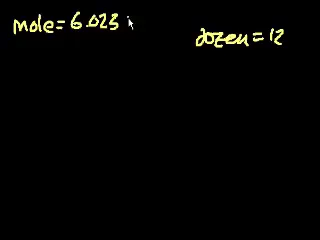 mole = 6.023
dozen = 12